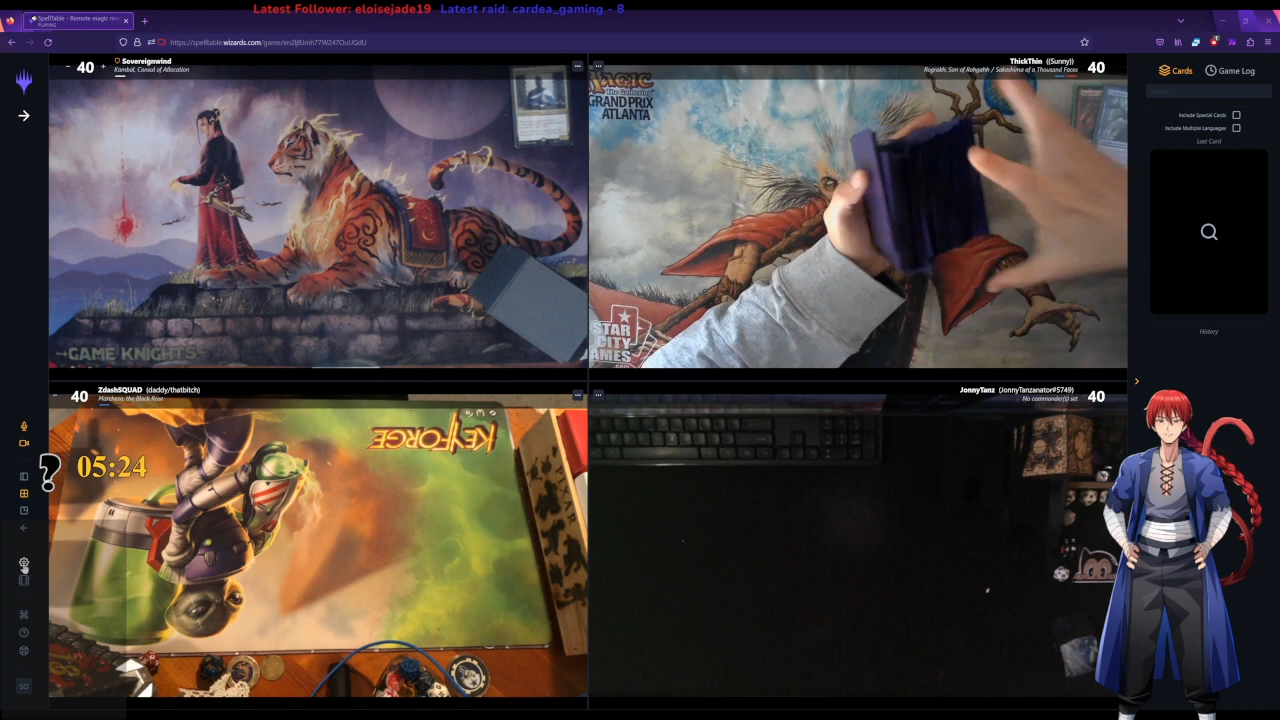 Latest Follower: eloisejade19 Latest raid: cardea_gaming - 8
SpellTable - Remote magic
PLAYING
https://spelltable.wizards.com/game/
- 40 +
Sovereignwind
Kambal, Consul of Allocation
ThickThin ((Sunny))
Rograkh, Son of Rohgahh / Sakashima of a Thousand Faces
40
Cards
Game Log
Search...
Include Special Cards
Include Multiple Languages
Last Card
History
MAGIC
The Gathering
GRAND PRIX
ATLANTA
GAME KNIGHTS
STAR
CITY
GAMES
- 40
ZdashSQUAD (daddy/thatbitch)
Marchesa, the Black Rose
JonnyTanz (JonnyTanzanator#5749)
No commander(s) set
40
KEYFORGE
?
05:24
SO